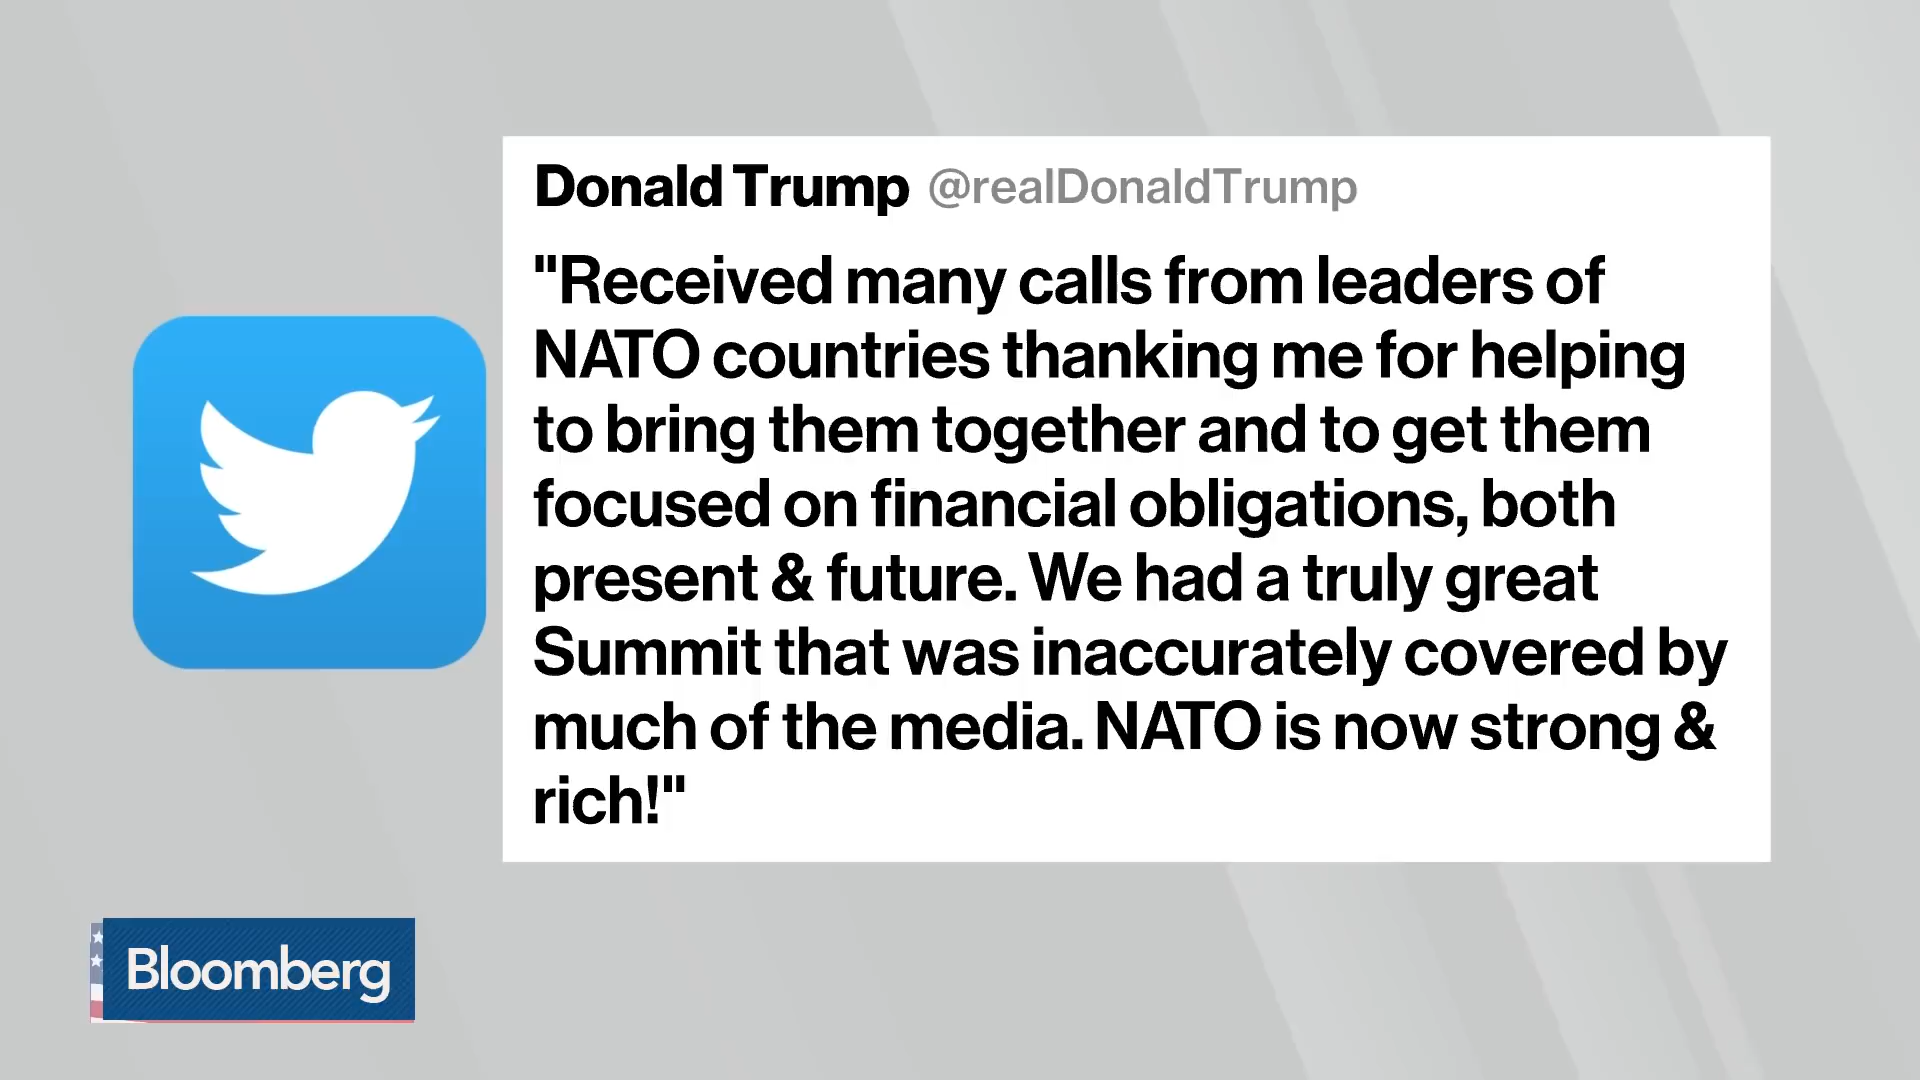 Donald Trump @realDonaldTrump
"Received many calls from leaders of
NATO countries thanking me for helping
to bring them together and to get them
focused on financial obligations, both
present & future. We had a truly great
Summit that was inaccurately covered by
much of the media. NATO is now strong &
rich!"
Bloomberg